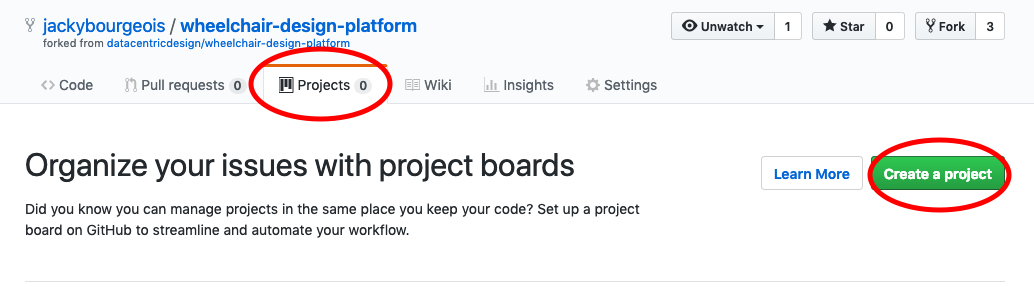 jackybourgeois / wheelchair-design-platform
Unwatch 1 Star 0 Fork 3
forked from datacentricdesign/wheelchair-design-platform
Code Pull requests 0 Projects 0 Wiki Insights Settings
Organize your issues with project boards
Learn More Create a project
Did you know you can manage projects in the same place you keep your code? Set up a project
board on GitHub to streamline and automate your workflow.